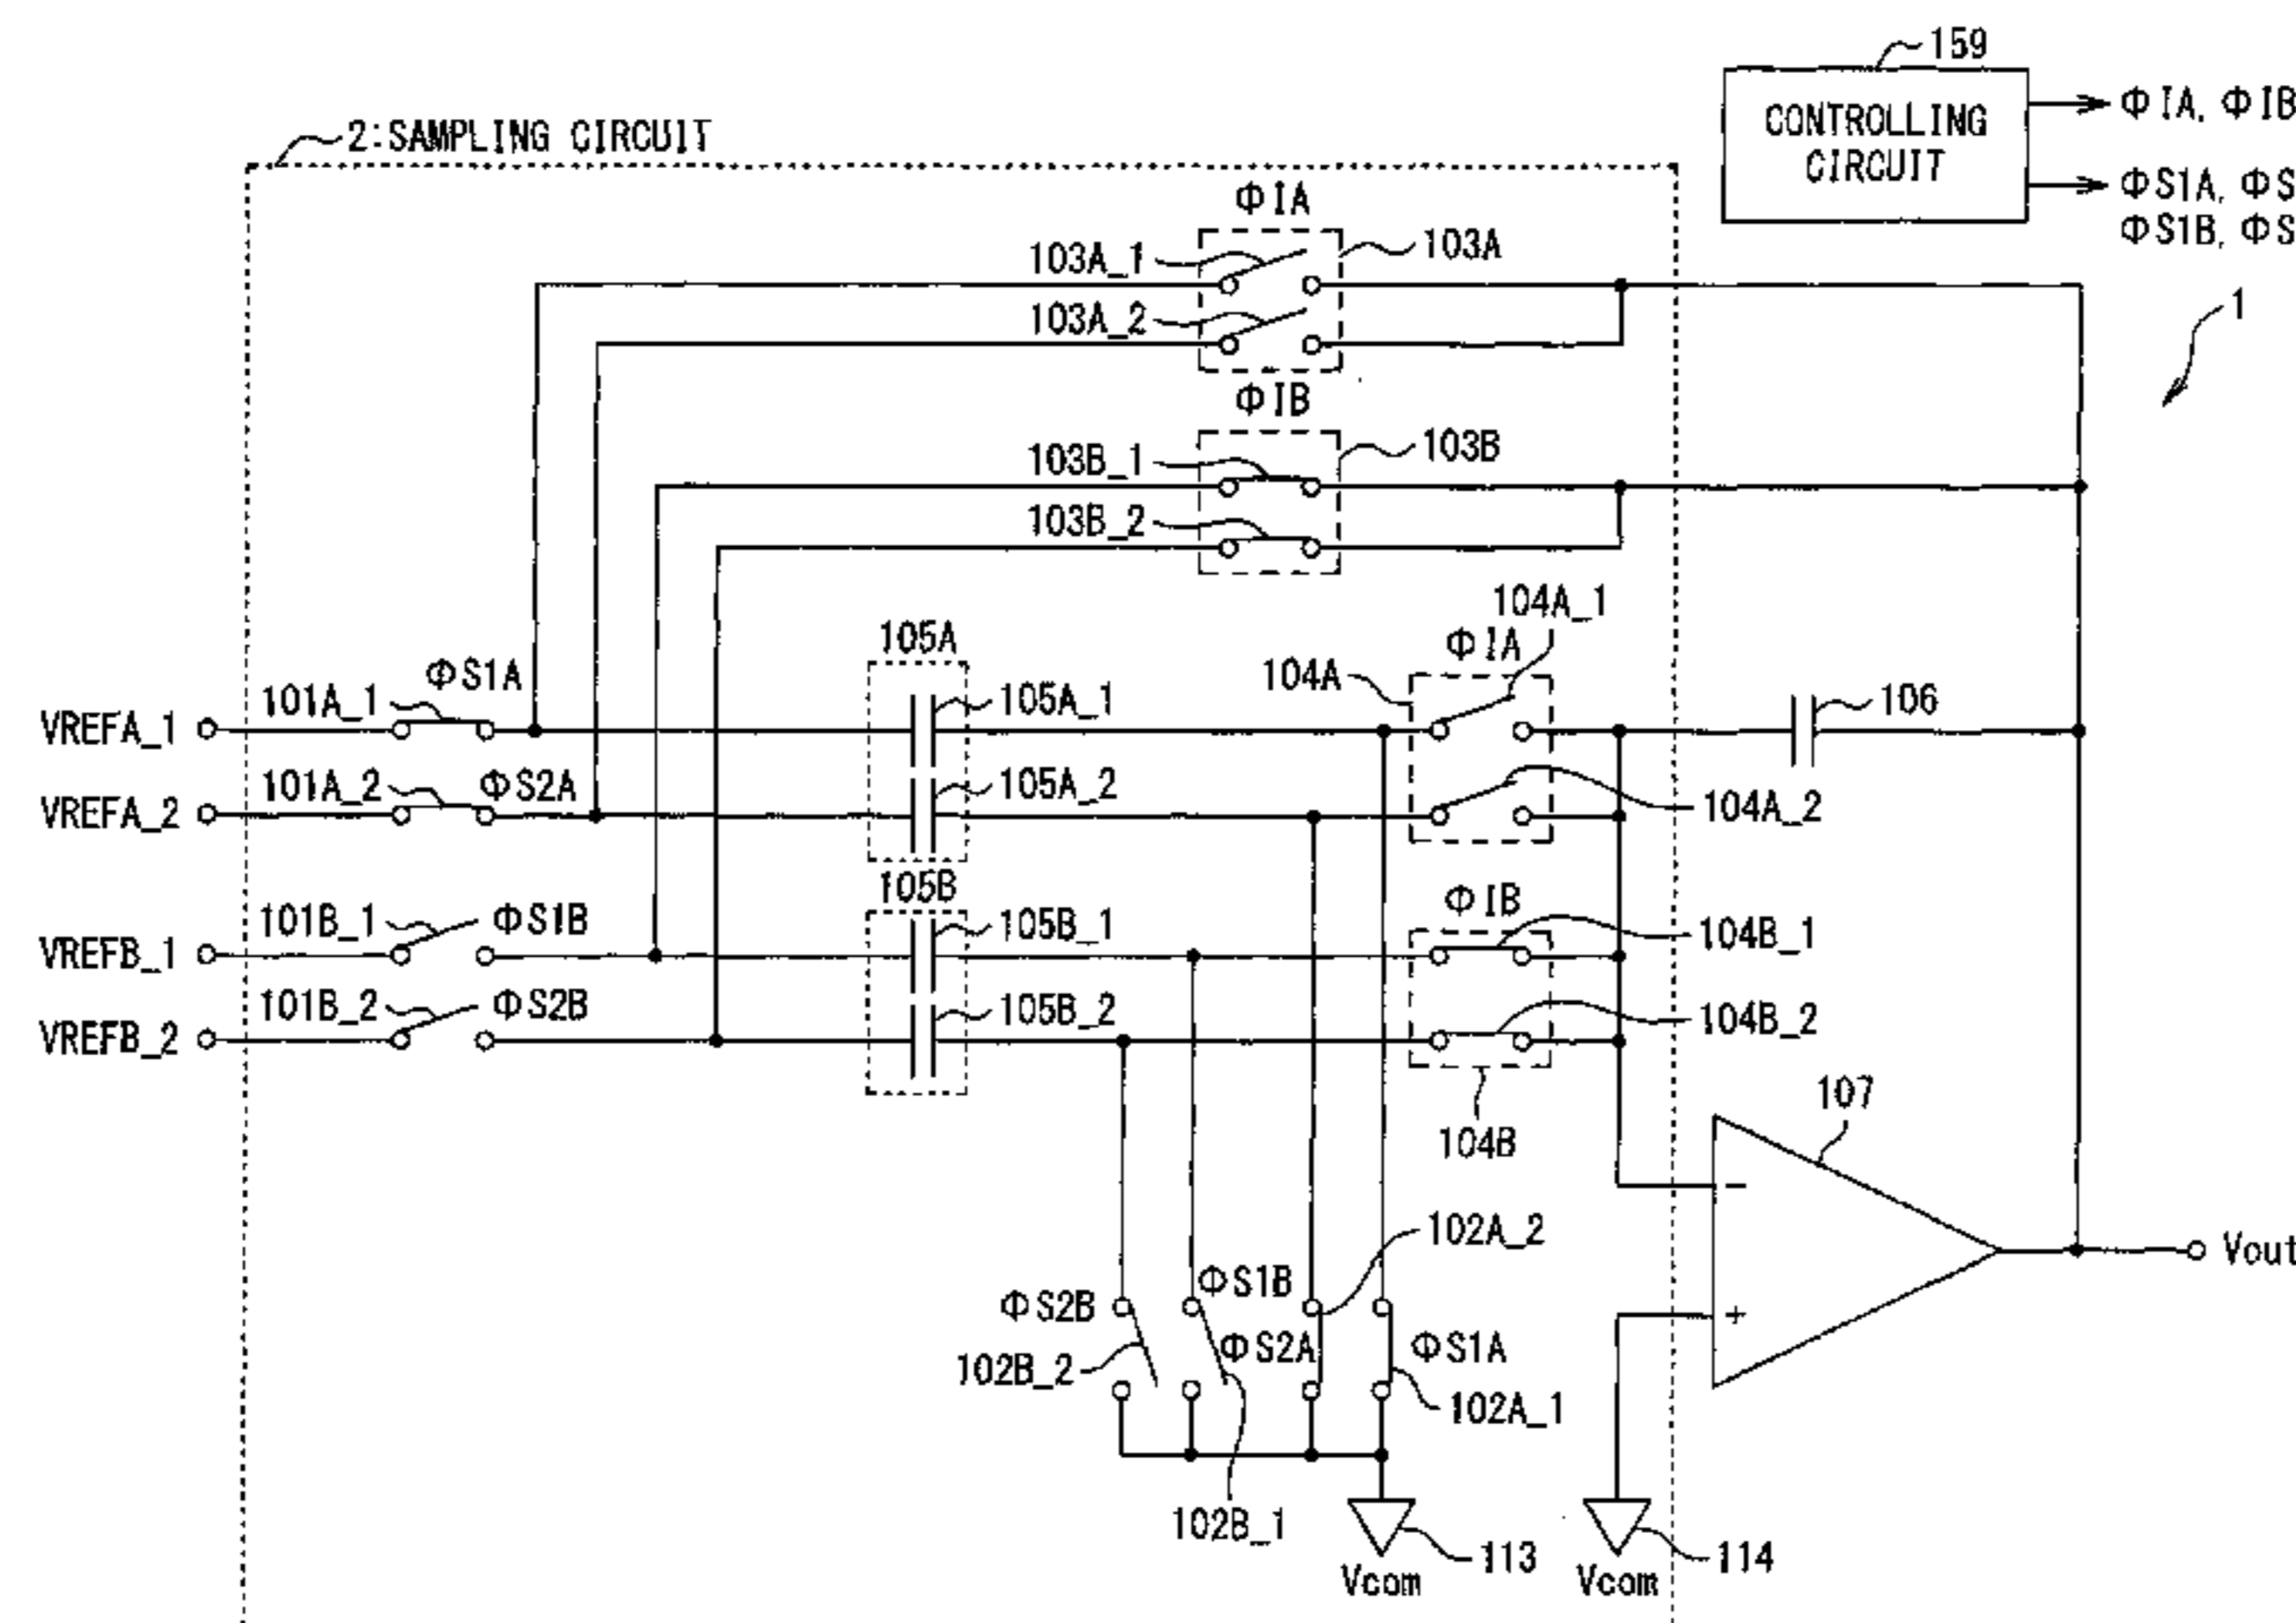 159
CONTROLLING
CIRCUIT
ΦIA, ΦIB
ΦS1A, ΦS
ΦS1B, ΦS
2:SAMPLING CIRCUIT
1
ΦIA
103A_1
103A
103A_2
ΦIB
103B_1
103B
103B_2
104A_1
105A
ΦIA
104A
ΦS1A
101A_1
105A_1
106
VREFA_1
101A_2
ΦS2A
105A_2
104A_2
VREFA_2
105B
ΦIB
101B_1
ΦS1B
105B_1
104B_1
VREFB_1
101B_2
ΦS2B
105B_2
104B_2
VREFB_2
107
104B
−
102A_2
Vout
ΦS1B
ΦS2B
+
ΦS2A
ΦS1A
102B_2
102A_1
102B_1
113
114
Vcom
Vcom